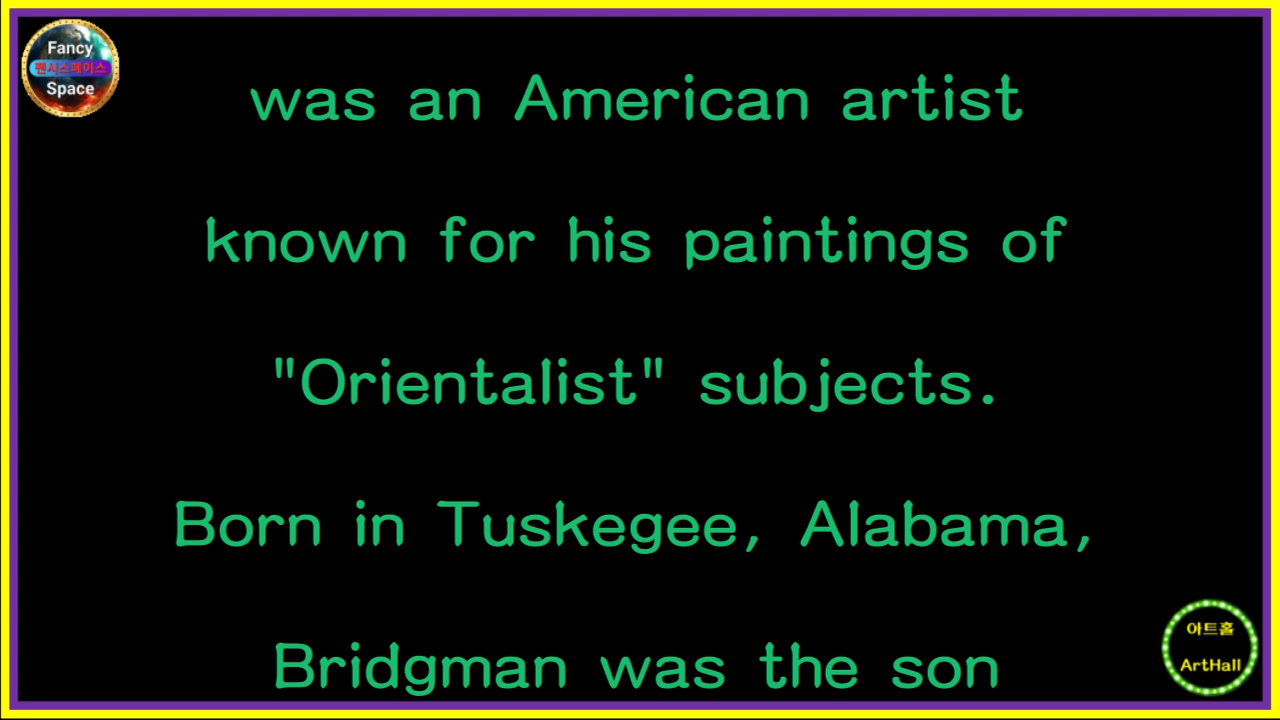 Fancy
팬시스페이스
Space
was an American artist
known for his paintings of
"Orientalist" subjects.
Born in Tuskegee, Alabama,
Bridgman was the son
아트홀
ArtHall